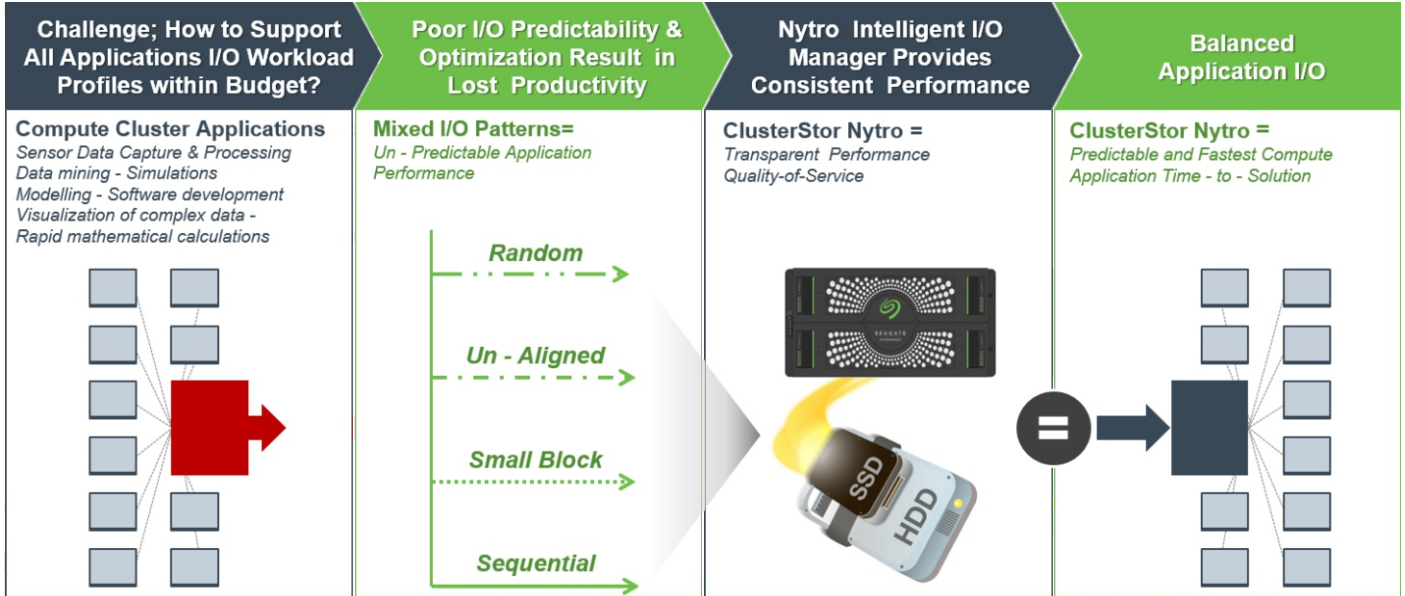 Challenge; How to Support
All Applications I/O Workload
Profiles within Budget?
Poor I/O Predictability &
Optimization Result in
Lost Productivity
Nytro Intelligent I/O
Manager Provides
Consistent Performance
Balanced
Application I/O
Compute Cluster Applications
Sensor Data Capture & Processing
Data mining - Simulations
Modelling - Software development
Visualization of complex data -
Rapid mathematical calculations
Mixed I/O Patterns=
Un - Predictable Application
Performance
Random
Un - Aligned
Small Block
Sequential
ClusterStor Nytro =
Transparent Performance
Quality-of-Service
SEAGATE
SSD
HDD
=
ClusterStor Nytro =
Predictable and Fastest Compute
Application Time - to - Solution